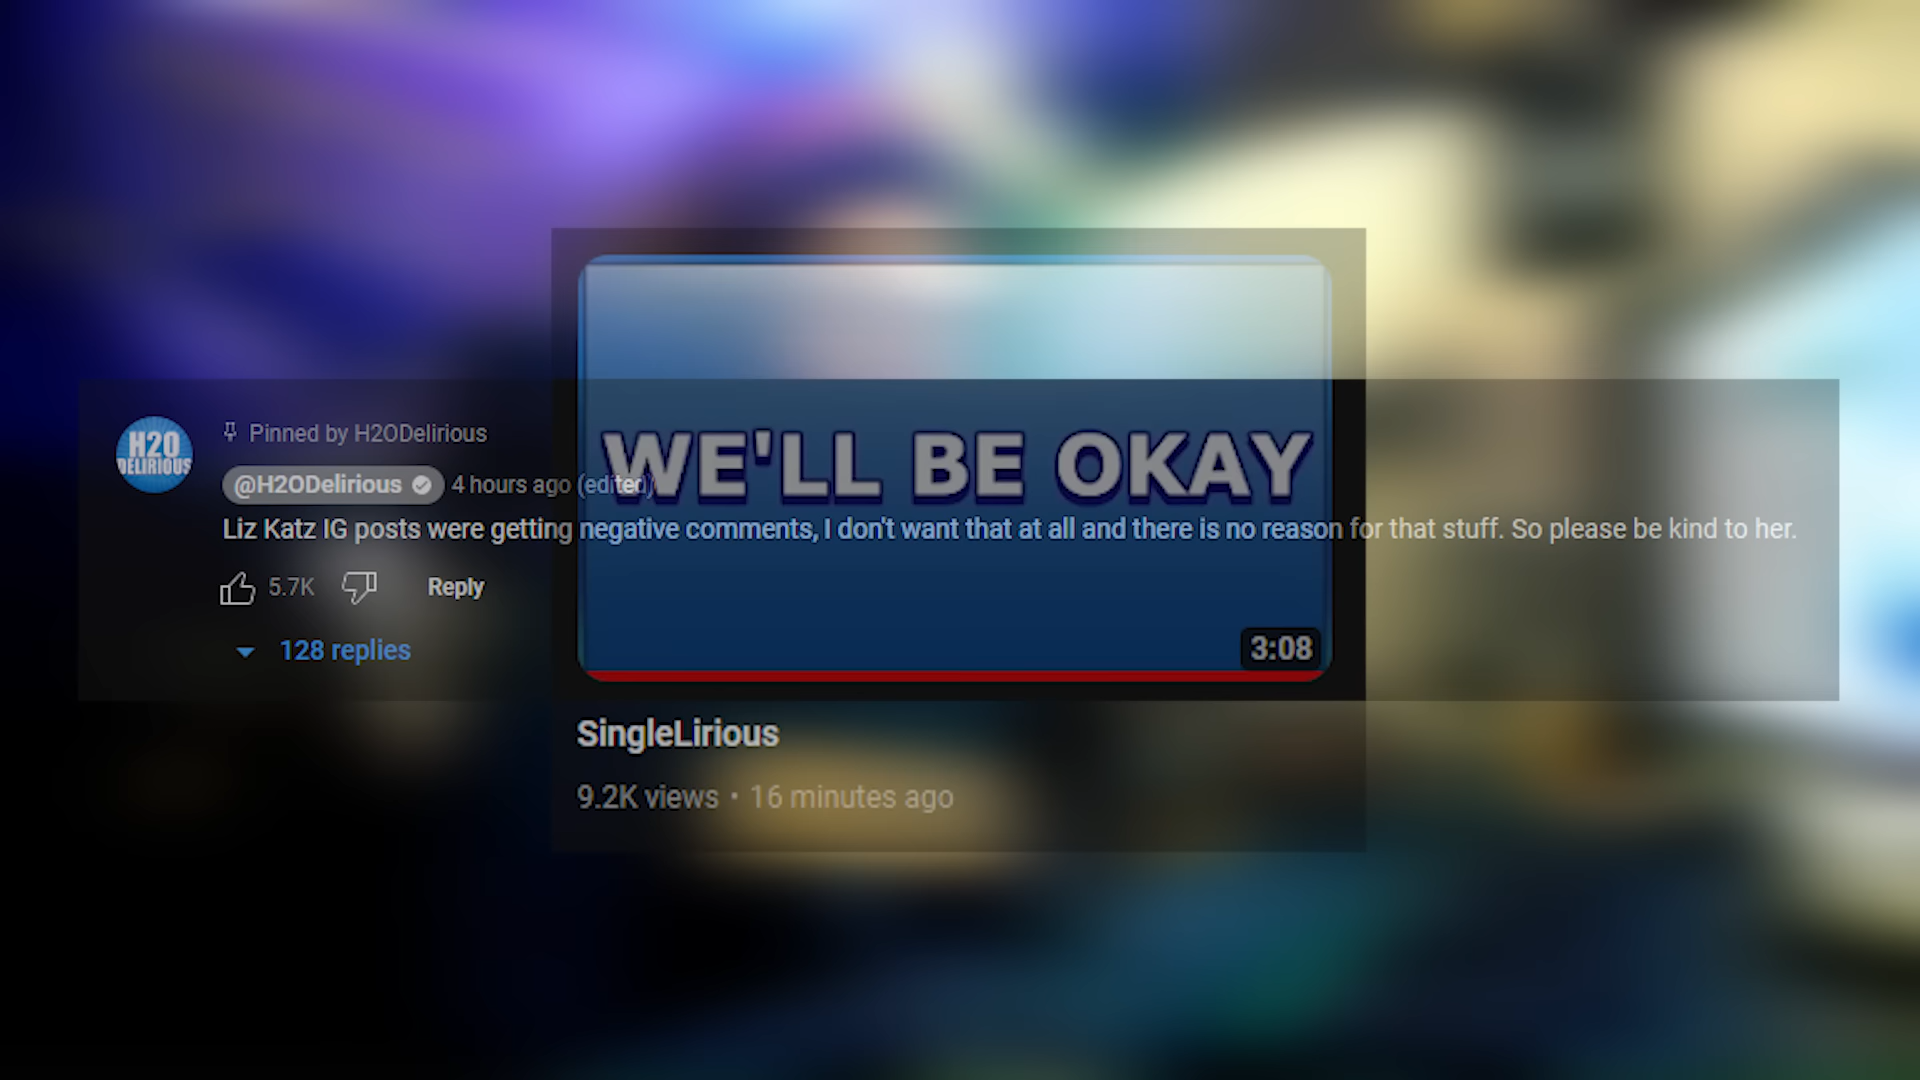 H2O
DELIRIOUS
Pinned by H2ODelirious
@H2ODelirious 4 hours ago (edited)
Liz Katz IG posts were getting negative comments, I don't want that at all and there is no reason for that stuff. So please be kind to her.
5.7K Reply
128 replies
WE'LL BE OKAY
3:08
SingleLirious
9.2K views • 16 minutes ago